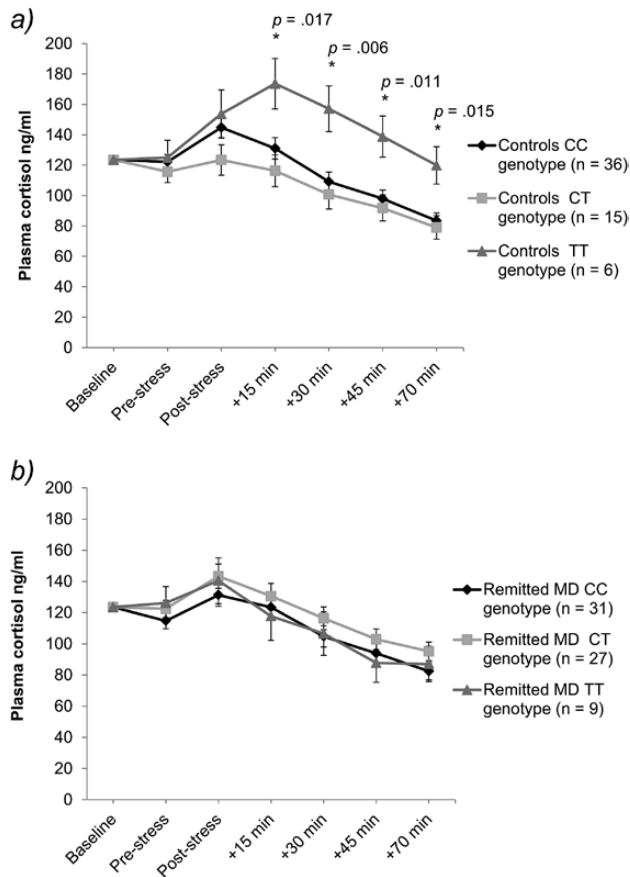 a)
p = .017
p = .006
p = .011
p = .015
*
*
*
*
Plasma cortisol ng/ml
200
180
160
140
120
100
80
60
40
20
0
Baseline
Pre-stress
Post-stress
+15 min
+30 min
+45 min
+70 min
Controls CC
genotype (n = 36)
Controls CT
genotype (n = 15)
Controls TT
genotype (n = 6)
b)
Plasma cortisol ng/ml
200
180
160
140
120
100
80
60
40
20
0
Baseline
Pre-stress
Post-stress
+15 min
+30 min
+45 min
+70 min
Remitted MD CC
genotype (n = 31)
Remitted MD CT
genotype (n = 27)
Remitted MD TT
genotype (n = 9)